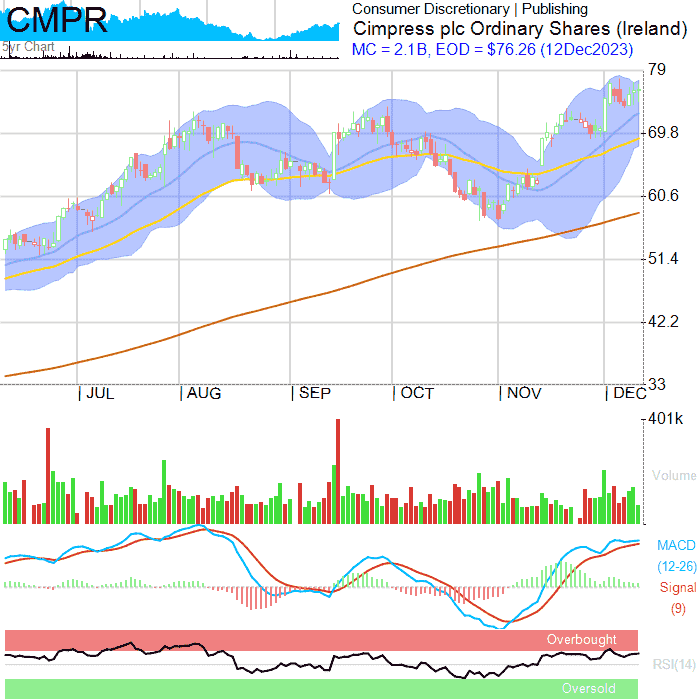 CMPR
5yr Chart
Consumer Discretionary | Publishing
Cimpress plc Ordinary Shares (Ireland)
MC = 2.1B, EOD = $76.26 (12Dec2023)
79
69.8
60.6
51.4
42.2
33
JUL
AUG
SEP
OCT
NOV
DEC
401k
Volume
MACD
(12-26)
Signal
(9)
Overbought
RSI(14)
Oversold